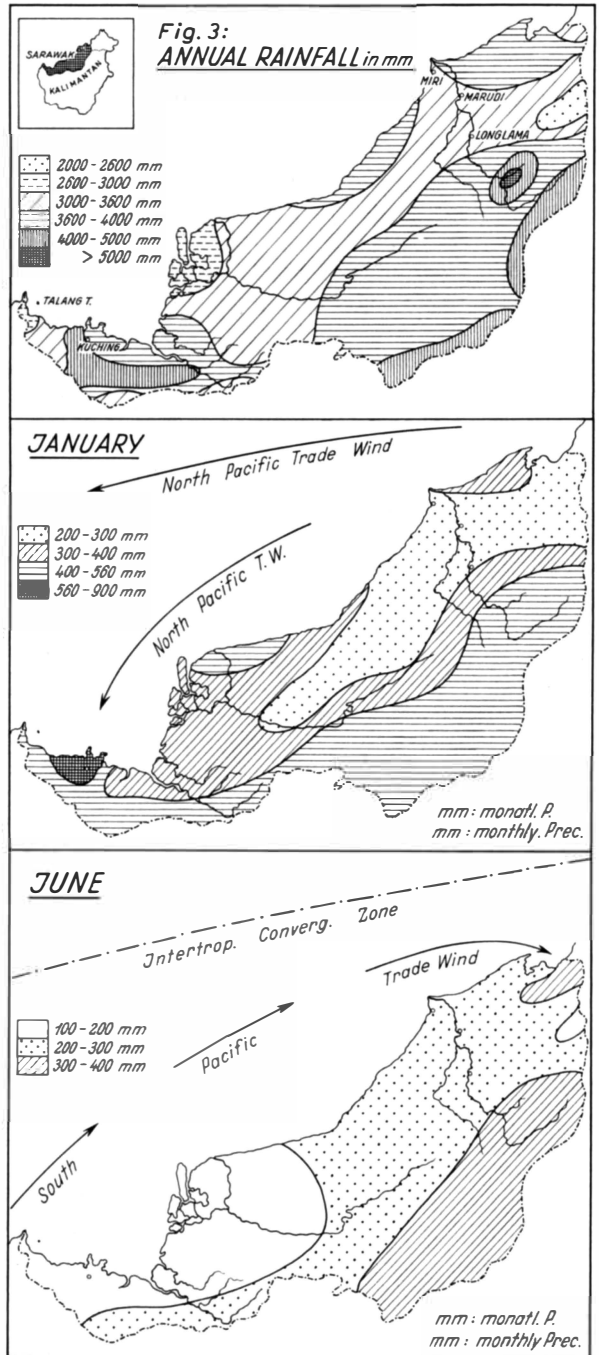 Fig. 3:
ANNUAL RAINFALL in mm
SARAWAK
KALIMANTAN
MIRI
MARUDI
LONG LAMA
2000 - 2600 mm
2600 - 3000 mm
3000 - 3600 mm
3600 - 4000 mm
4000 - 5000 mm
> 5000 mm
TALANG T.
KUCHING
JANUARY
North Pacific Trade Wind
200 - 300 mm
300 - 400 mm
400 - 560 mm
560 - 900 mm
North Pacific T.W.
mm : monatl. P.
mm : monthly. Prec.
JUNE
Intertrop. Converg. Zone
Trade Wind
100 - 200 mm
200 - 300 mm
300 - 400 mm
Pacific
South
mm : monatl. P.
mm : monthly Prec.